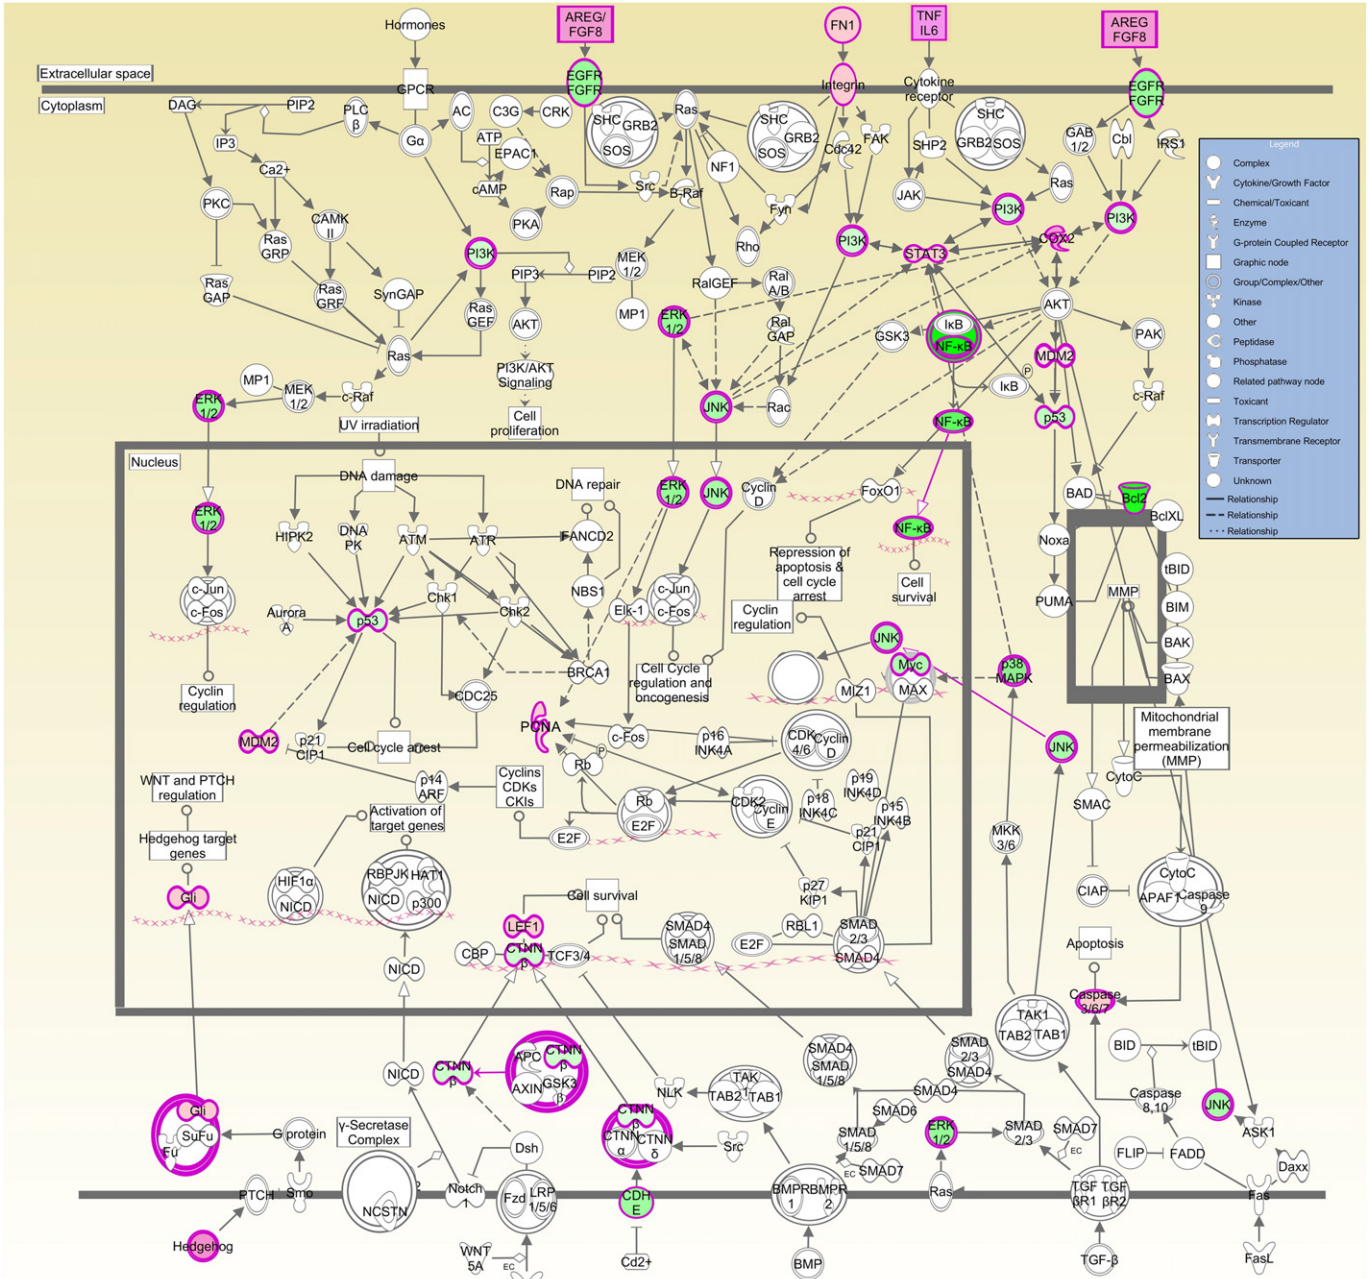 Hormones
AREG/
FGF8
FN1
TNF
IL6
AREG
FGF8
Extracellular space
Cytoplasm
GPCR
EGFR
FGFR
Integrin
Cytokine
receptor
EGFR
FGFR
DAG
PIP2
PLC
β
AC
C3G
CRK
Ras
SHC
GRB2
SOS
SHC
GRB2
SOS
Cdc42
FAK
SHC
GRB2
SOS
SHP2
GAB
1/2
Cbl
IRS1
IP3
Gα
ATP
EPAC1
cAMP
Rap
PKA
Src
B-Raf
NF1
Fyn
Rho
JAK
Ras
PI3K
PI3K
PI3K
PI3K
Ca2+
PKC
CAMK
II
Ras
GRP
Ras
GAP
Ras
GRF
SynGAP
Ras
GEF
Ras
PIP3
PIP2
AKT
PI3K/AKT
Signaling
Cell
proliferation
MEK
1/2
MP1
RalGEF
Ral
A/B
Ral
GAP
Rac
ERK
1/2
JNK
STAT3
COX2
AKT
GSK3
IκB
NF-κB
IκB
P
MDM2
PAK
p53
c-Raf
NF-κB
MP1
MEK
1/2
c-Raf
ERK
1/2
UV irradiation
Nucleus
DNA damage
DNA repair
ERK
1/2
JNK
Cyclin
D
FoxO1
NF-κB
BAD
Bcl2
BclXL
ERK
1/2
HIPK2
DNA
PK
ATM
ATR
FANCD2
Repression of
apoptosis &
cell cycle
arrest
Cell
survival
Noxa
PUMA
MMP
tBID
BIM
BAK
BAX
c-Jun
c-Fos
Chk1
Chk2
NBS1
Elk-1
c-Jun
c-Fos
Cyclin
regulation
Aurora
A
p53
BRCA1
Cell Cycle
regulation and
oncogenesis
JNK
Myc
MAX
MIZ1
p38
MAPK
Cyclin
regulation
CDC25
MDM2
p21
CIP1
Cell cycle arrest
PCNA
c-Fos
p16
INK4A
CDK
4/6
Cyclin
D
JNK
Mitochondrial
membrane
permeabilization
(MMP)
WNT and PTCH
regulation
p14
ARF
Cyclins
CDKs
CKIs
Rb
P
Rb
E2F
E2F
CDK2
Cyclin
E
p18
INK4C
p19
INK4D
p15
INK4B
p21
CIP1
CytoC
SMAC
MKK
3/6
Hedgehog target
genes
Activation of
target genes
Gli
HIF1α
NICD
RBPJK
HAT1
NICD
p300
Cell survival
p27
KIP1
CIAP
CytoC
APAF1
Caspase
9
LEF1
CTNN
β
CBP
TCF3/4
SMAD4
SMAD
1/5/8
E2F
RBL1
SMAD
2/3
SMAD4
Apoptosis
NICD
Caspase
3/6/7
TAK1
TAB2
TAB1
NICD
CTNN
β
APC
CTNN
β
AXIN
GSK3
β
NLK
TAK
1
TAB2
TAB1
SMAD4
SMAD
1/5/8
SMAD
2/3
SMAD4
BID
tBID
Caspase
8,10
JNK
ASK1
Gli
SuFu
Fu
G protein
γ-Secretase
Complex
Dsh
CTNN
β
CTNN
α
CTNN
δ
Src
SMAD4
SMAD6
SMAD
1/5/8
SMAD7
EC
ERK
1/2
SMAD
2/3
SMAD7
EC
FLIP
FADD
Daxx
PTCH
Smo
NCSTN
2
Notch
1
Fzd
LRP
1/5/6
CDH
E
BMPR
1
BMPR
2
Ras
TGF
βR1
TGF
βR2
Fas
Hedgehog
WNT
5A
EC
Cd2+
BMP
TGF-β
FasL
Legend
Complex
Cytokine/Growth Factor
Chemical/Toxicant
Enzyme
G-protein Coupled Receptor
Graphic node
Group/Complex/Other
Kinase
Other
Peptidase
Phosphatase
Related pathway node
Toxicant
Transcription Regulator
Transmembrane Receptor
Transporter
Unknown
Relationship
Relationship
Relationship